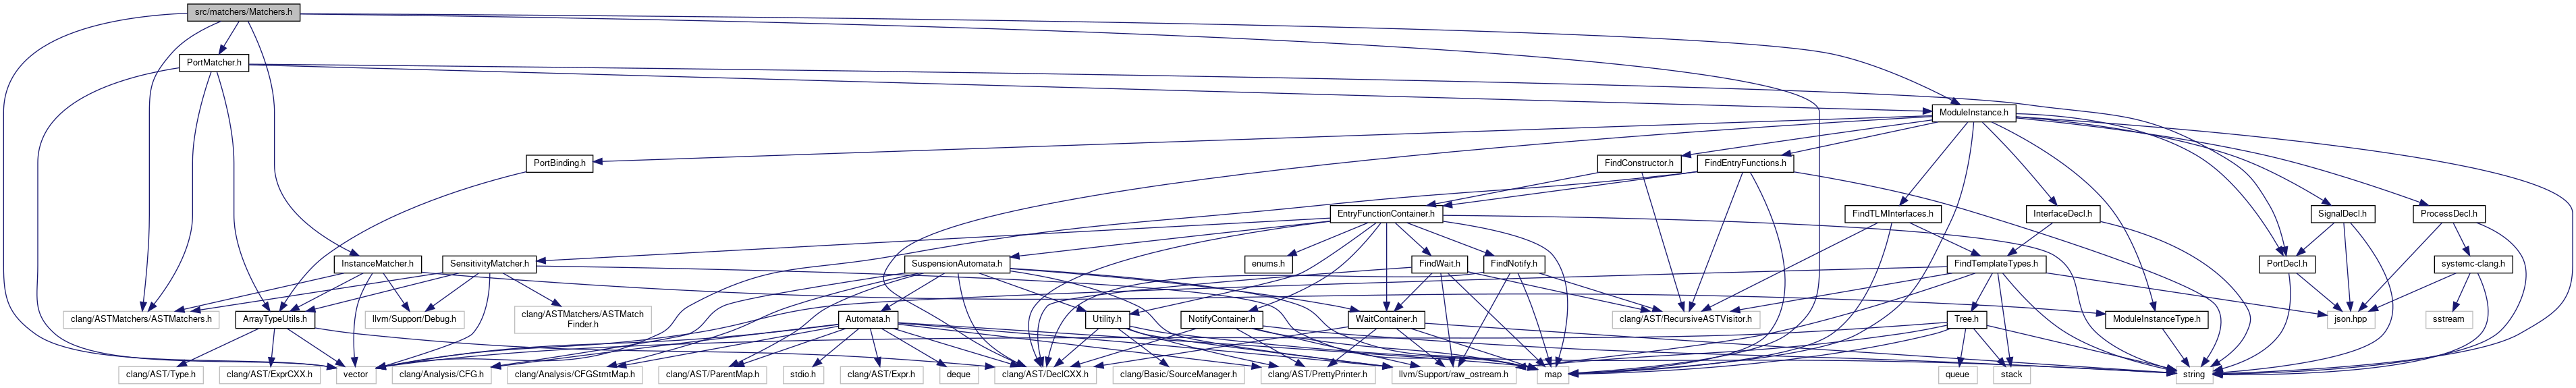 src/matchers/Matchers.h
PortMatcher.h
ModuleInstance.h
PortBinding.h
FindConstructor.h
FindEntryFunctions.h
EntryFunctionContainer.h
FindTLMInterfaces.h
InterfaceDecl.h
SignalDecl.h
ProcessDecl.h
InstanceMatcher.h
SensitivityMatcher.h
SuspensionAutomata.h
enums.h
FindWait.h
FindNotify.h
FindTemplateTypes.h
PortDecl.h
systemc-clang.h
clang/ASTMatchers/ASTMatchers.h
ArrayTypeUtils.h
llvm/Support/Debug.h
clang/ASTMatchers/ASTMatch
Finder.h
Automata.h
Utility.h
NotifyContainer.h
WaitContainer.h
clang/AST/RecursiveASTVisitor.h
Tree.h
ModuleInstanceType.h
json.hpp
sstream
clang/AST/Type.h
clang/AST/ExprCXX.h
vector
clang/Analysis/CFG.h
clang/Analysis/CFGStmtMap.h
clang/AST/ParentMap.h
stdio.h
clang/AST/Expr.h
deque
clang/AST/DeclCXX.h
clang/Basic/SourceManager.h
clang/AST/PrettyPrinter.h
llvm/Support/raw_ostream.h
map
queue
stack
string